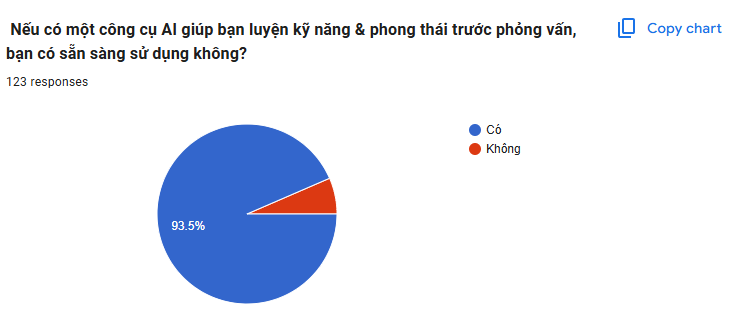 Nếu có một công cụ AI giúp bạn luyện kỹ năng & phong thái trước phỏng vấn,
bạn có sẵn sàng sử dụng không?
Copy chart
123 responses
Có
Không
93.5%